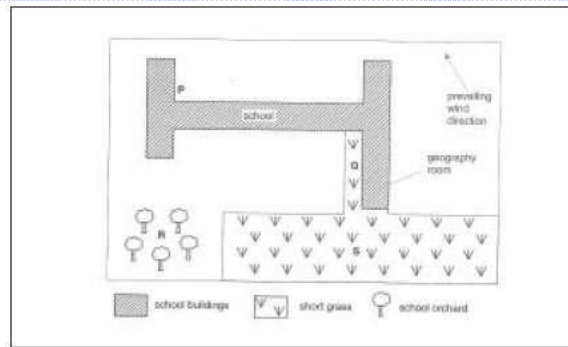 P
school
prevailing
wind
direction
Q
geography
room
R
S
school buildings
short grass
school orchard